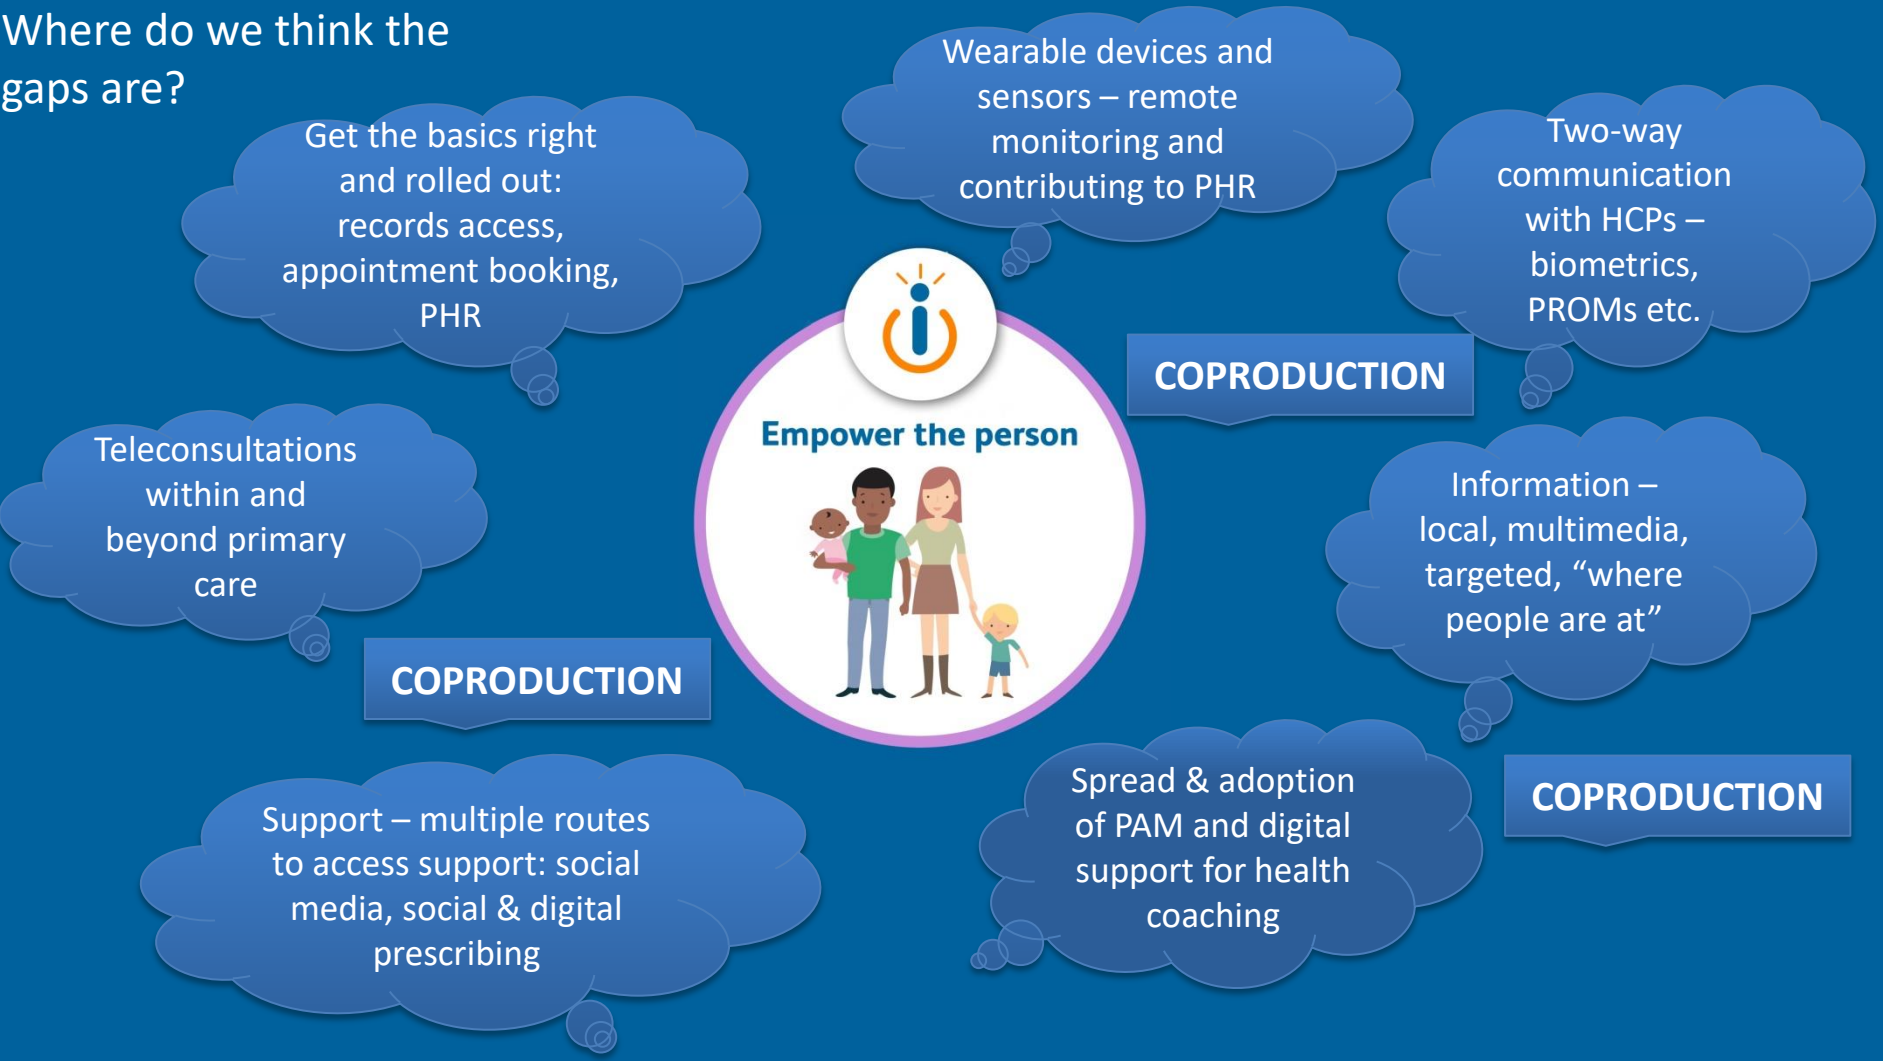 Where do we think the
gaps are?
Get the basics right
and rolled out:
records access,
appointment booking,
PHR
Wearable devices and
sensors – remote
monitoring and
contributing to PHR
Two-way
communication
with HCPs –
biometrics,
PROMs etc.
COPRODUCTION
Empower the person
Teleconsultations
within and
beyond primary
care
Information –
local, multimedia,
targeted, “where
people are at”
COPRODUCTION
Support – multiple routes
to access support: social
media, social & digital
prescribing
Spread & adoption
of PAM and digital
support for health
coaching
COPRODUCTION